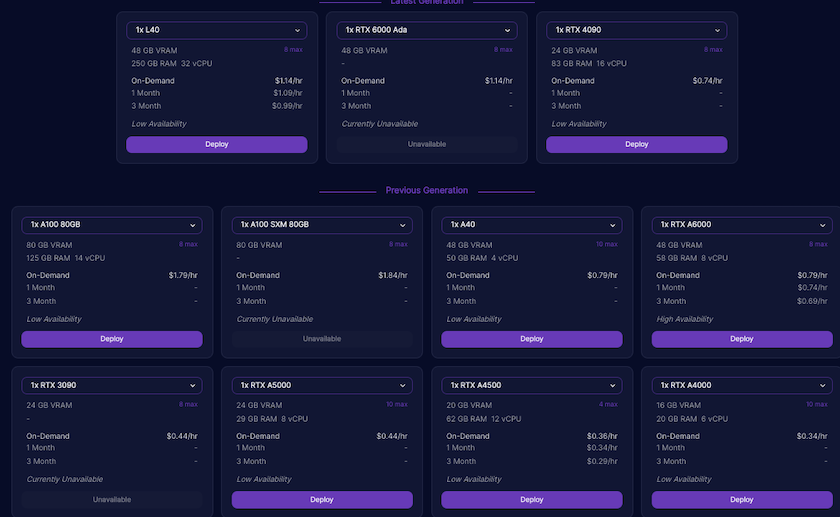 Latest Generation
1x L40
48 GB VRAM 8 max
250 GB RAM 32 vCPU
On-Demand $1.14/hr
1 Month $1.09/hr
3 Month $0.99/hr
Low Availability
Deploy
1x RTX 6000 Ada
48 GB VRAM 8 max
-
On-Demand $1.14/hr
1 Month -
3 Month -
Currently Unavailable
Unavailable
1x RTX 4090
24 GB VRAM 8 max
83 GB RAM 16 vCPU
On-Demand $0.74/hr
1 Month -
3 Month -
Low Availability
Deploy
Previous Generation
1x A100 80GB
80 GB VRAM 8 max
125 GB RAM 14 vCPU
On-Demand $1.79/hr
1 Month -
3 Month -
Low Availability
Deploy
1x A100 SXM 80GB
80 GB VRAM 8 max
-
On-Demand $1.84/hr
1 Month -
3 Month -
Currently Unavailable
Unavailable
1x A40
48 GB VRAM 10 max
50 GB RAM 4 vCPU
On-Demand $0.79/hr
1 Month -
3 Month -
Low Availability
Deploy
1x RTX A6000
48 GB VRAM 8 max
58 GB RAM 8 vCPU
On-Demand $0.79/hr
1 Month $0.74/hr
3 Month $0.69/hr
High Availability
Deploy
1x RTX 3090
24 GB VRAM 8 max
-
On-Demand $0.44/hr
1 Month -
3 Month -
Currently Unavailable
Unavailable
1x RTX A5000
24 GB VRAM 10 max
29 GB RAM 8 vCPU
On-Demand $0.44/hr
1 Month -
3 Month -
Low Availability
Deploy
1x RTX A4500
20 GB VRAM 4 max
62 GB RAM 12 vCPU
On-Demand $0.36/hr
1 Month $0.34/hr
3 Month $0.29/hr
Low Availability
Deploy
1x RTX A4000
16 GB VRAM 10 max
20 GB RAM 6 vCPU
On-Demand $0.34/hr
1 Month -
3 Month -
Low Availability
Deploy